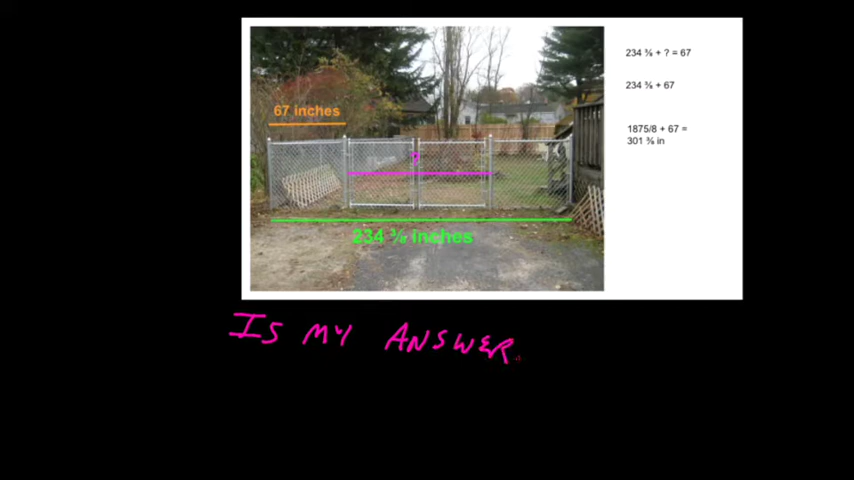 67 inches
?
234 ⅜ inches
234 ⅜ + ? = 67
234 ⅜ + 67
1875/8 + 67 =
301 ⅜ in
Is MY ANSWER